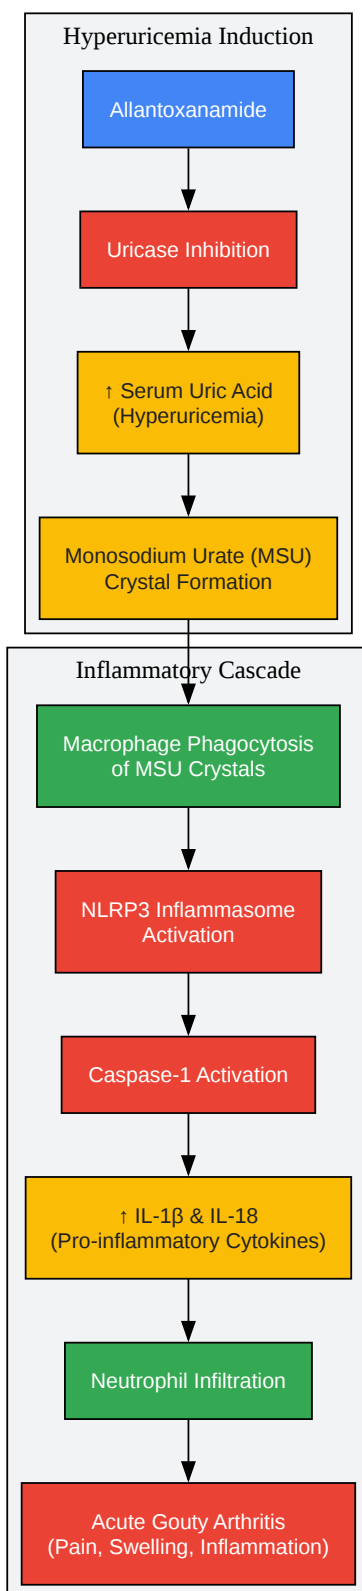 Hyperuricemia Induction
Allantoxanamide
Uricase Inhibition
↑ Serum Uric Acid
(Hyperuricemia)
Monosodium Urate (MSU)
Crystal Formation
Inflammatory Cascade
Macrophage Phagocytosis
of MSU Crystals
NLRP3 Inflammasome
Activation
Caspase-1 Activation
↑ IL-1β & IL-18
(Pro-inflammatory Cytokines)
Neutrophil Infiltration
Acute Gouty Arthritis
(Pain, Swelling, Inflammation)